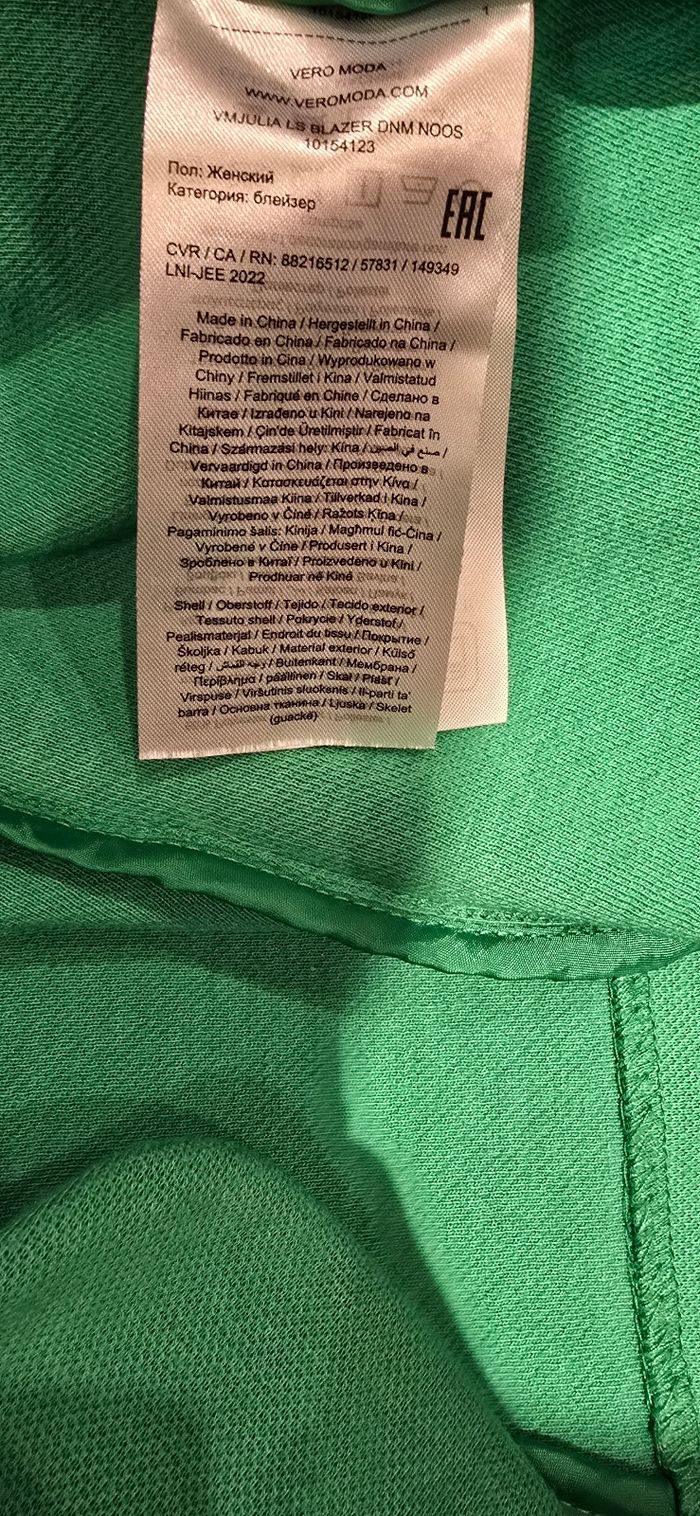 1
VERO MODA
WWW.VEROMODA.COM
VMJULIA LS BLAZER DNM NOOS
10154123
Пол: Женский
Категория: блейзер
EAC
CVR / CA / RN: 88216512 / 57831 / 149349
LNI-JEE 2022
Made in China / Hergestellt in China /
Fabricado en China / Fabricado na China /
Prodotto in Cina / Wyprodukowano w
Chiny / Fremstillet i Kina / Valmistatud
Hiinas / Fabriqué en Chine / Сделано в
Китае / Izrađeno u Kini / Narejeno na
Kitajskem / Çin'de Üretilmiştir / Fabricat în
China / Származási hely: Kína / صنع في الصين /
Vervaardigd in China / Произведено в
Китай / Κατασκευάζεται στην Κίνα /
Valmistusmaa Kiina / Tillverkad i Kina /
Vyrobeno v Číně / Ražots Ķīna /
Pagaminimo šalis: Kinija / Magħmul fiċ-Ċina /
Vyrobené v Číne / Produsert i Kina /
Зроблено в Китаї / Proizvedeno u Kini /
Prodhuar në Kinë
Shell / Oberstoff / Tejido / Tecido exterior /
Tessuto shell / Pokrycie / Yderstof /
Pealismaterjal / Endroit du tissu / Покрытие /
Školjka / Kabuk / Material exterior / Külső
réteg / وجه القماش / Buitenkant / Мембрана /
Περίβλημα / päällinen / Skal / Plášť /
Virspuse / Viršutinis sluoksnis / Il-parti ta'
barra / Основна тканина / Ljuska / Skelet
(guackë)